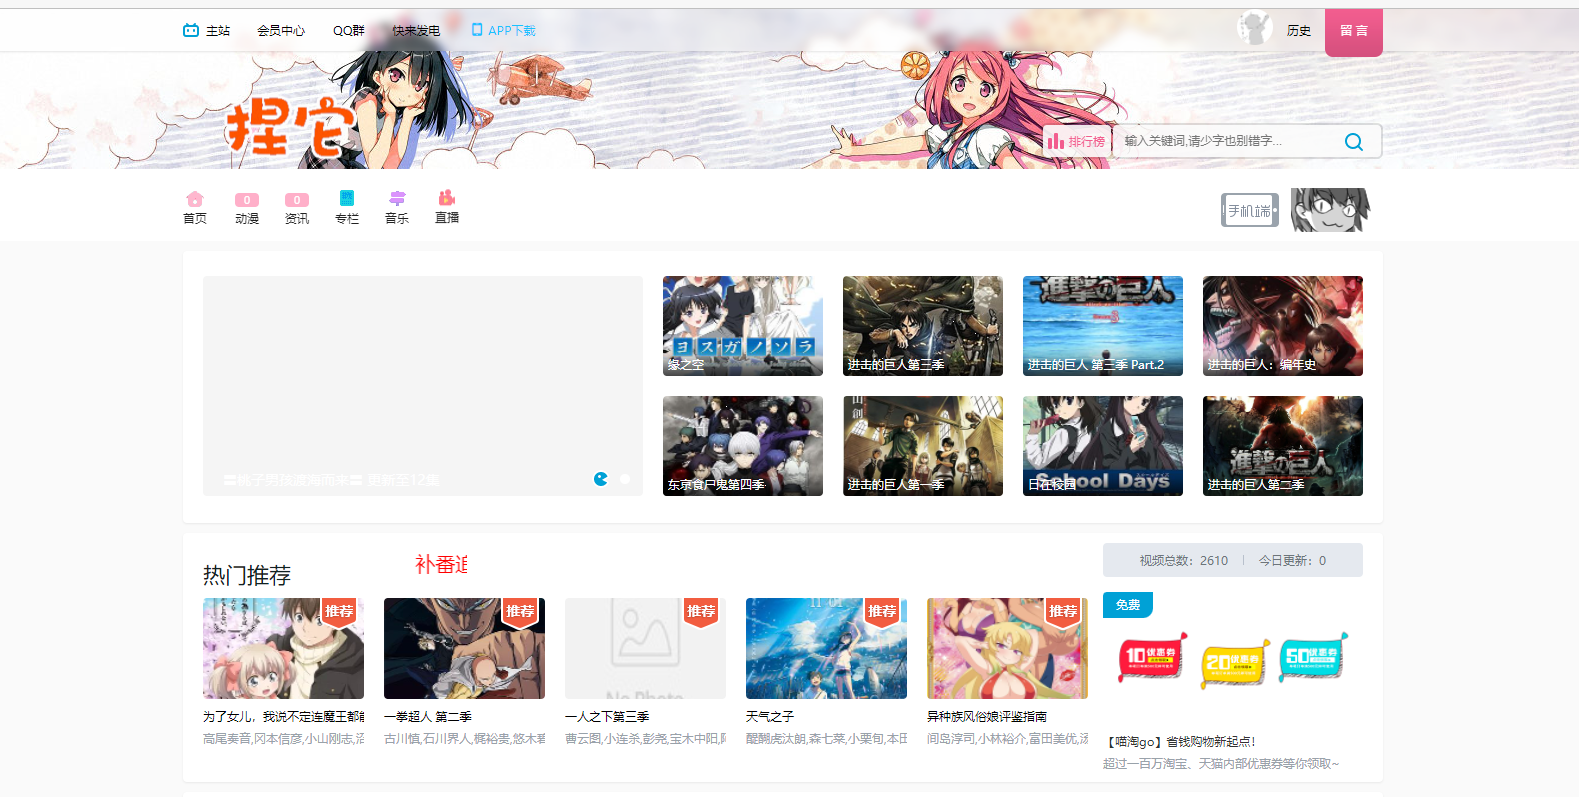 主站 会员中心 QQ群 快来发电 APP下载 历史 留言
捏它
排行榜 输入关键词,请少字也别错字...
0 0
首页 动漫 资讯 专栏 音乐 直播 手机端
ヨスガノソラ
缘之空
进击的巨人第三季
進撃の巨人
进击的巨人 第三季 Part.2
进击的巨人：编年史
东京食尸鬼第四季
进击的巨人第一季
School Days
日在校园
進撃の巨人
进击的巨人第二季
〓桃子男孩渡海而来〓 更新至12集
热门推荐
补番追
视频总数：2610 今日更新：0
推荐 推荐 推荐 推荐 推荐
No Photo
免费
10优惠券 20优惠券 50优惠券
为了女儿，我说不定连魔王都能
高尾奏音,冈本信彦,小山刚志,沼
一拳超人 第二季
古川慎,石川界人,梶裕贵,悠木碧
一人之下第三季
曹云图,小连杀,彭尧,宝木中阳,
天气之子
醍醐虎汰朗,森七菜,小栗旬,本田
异种族风俗娘评鉴指南
间岛淳司,小林裕介,富田美优,汤
【喵淘go】省钱购物新起点！
超过一百万淘宝、天猫内部优惠券等你领取~